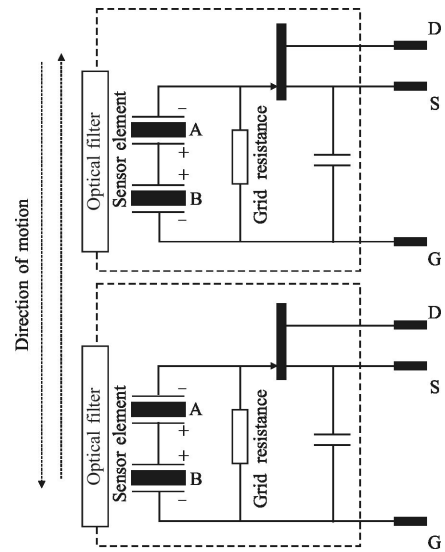 Direction of motion
Optical filter
Sensor element
−
A
+ +
B
−
Grid resistance
D
S
G
Optical filter
Sensor element
−
A
+ +
B
−
Grid resistance
D
S
G